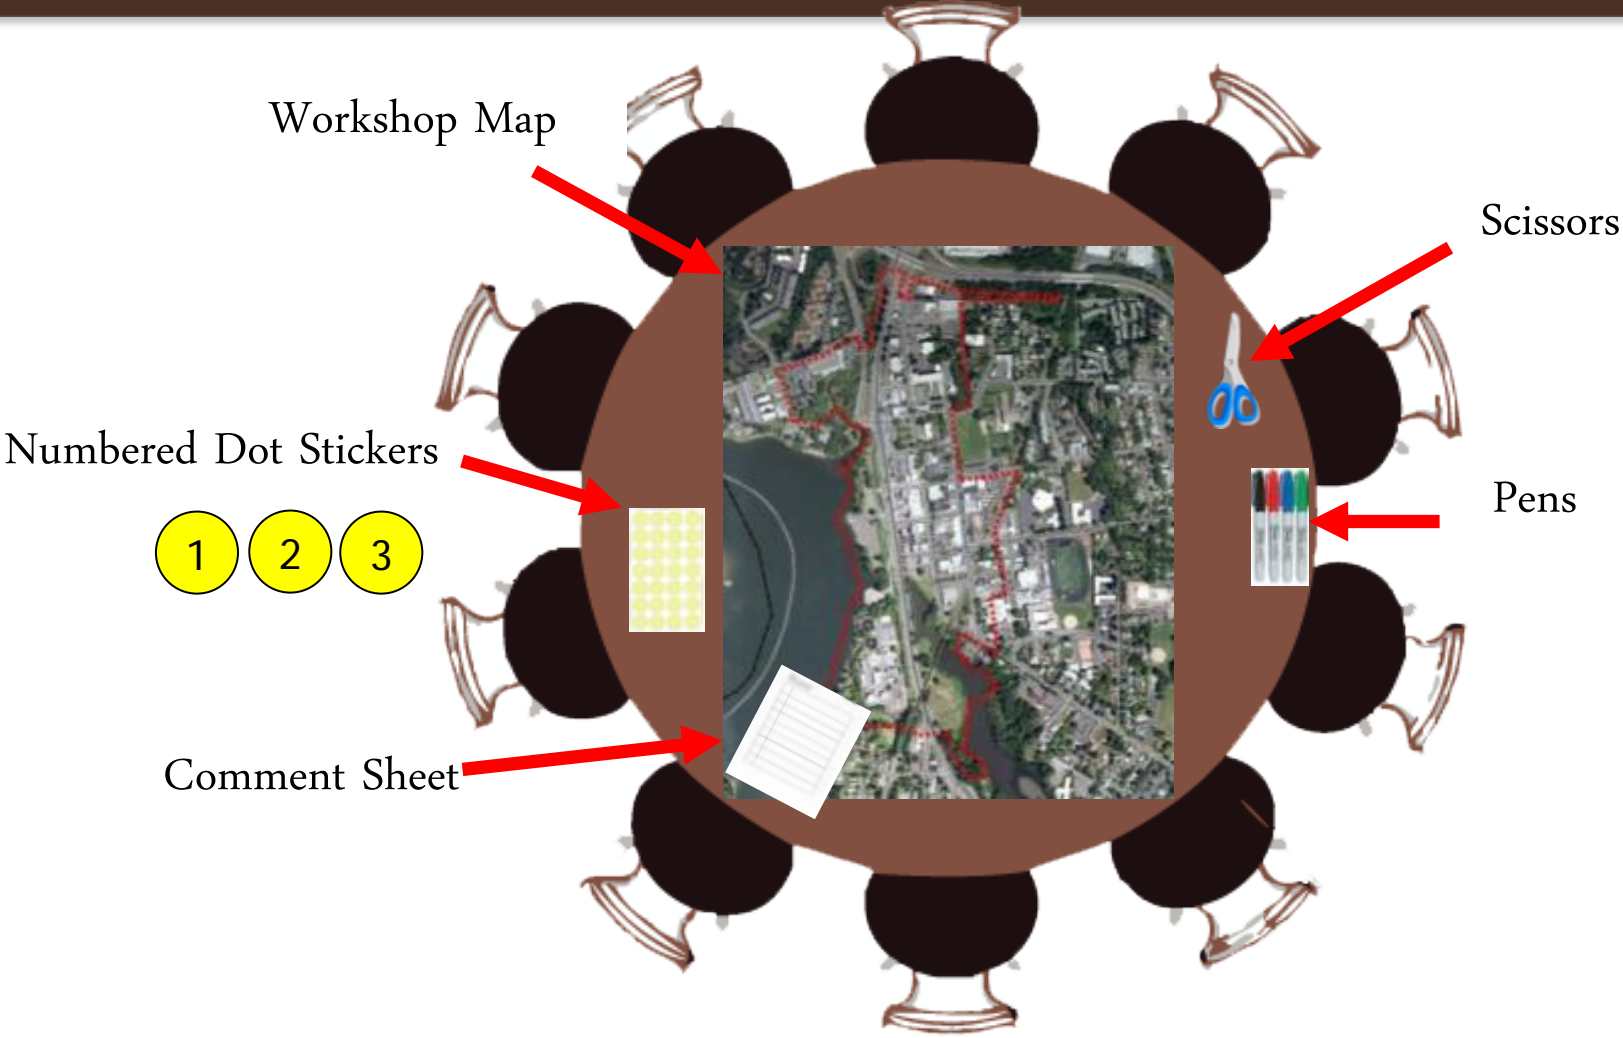 Workshop Map
Scissors
Numbered Dot Stickers
Pens
1 2 3
Comment Sheet